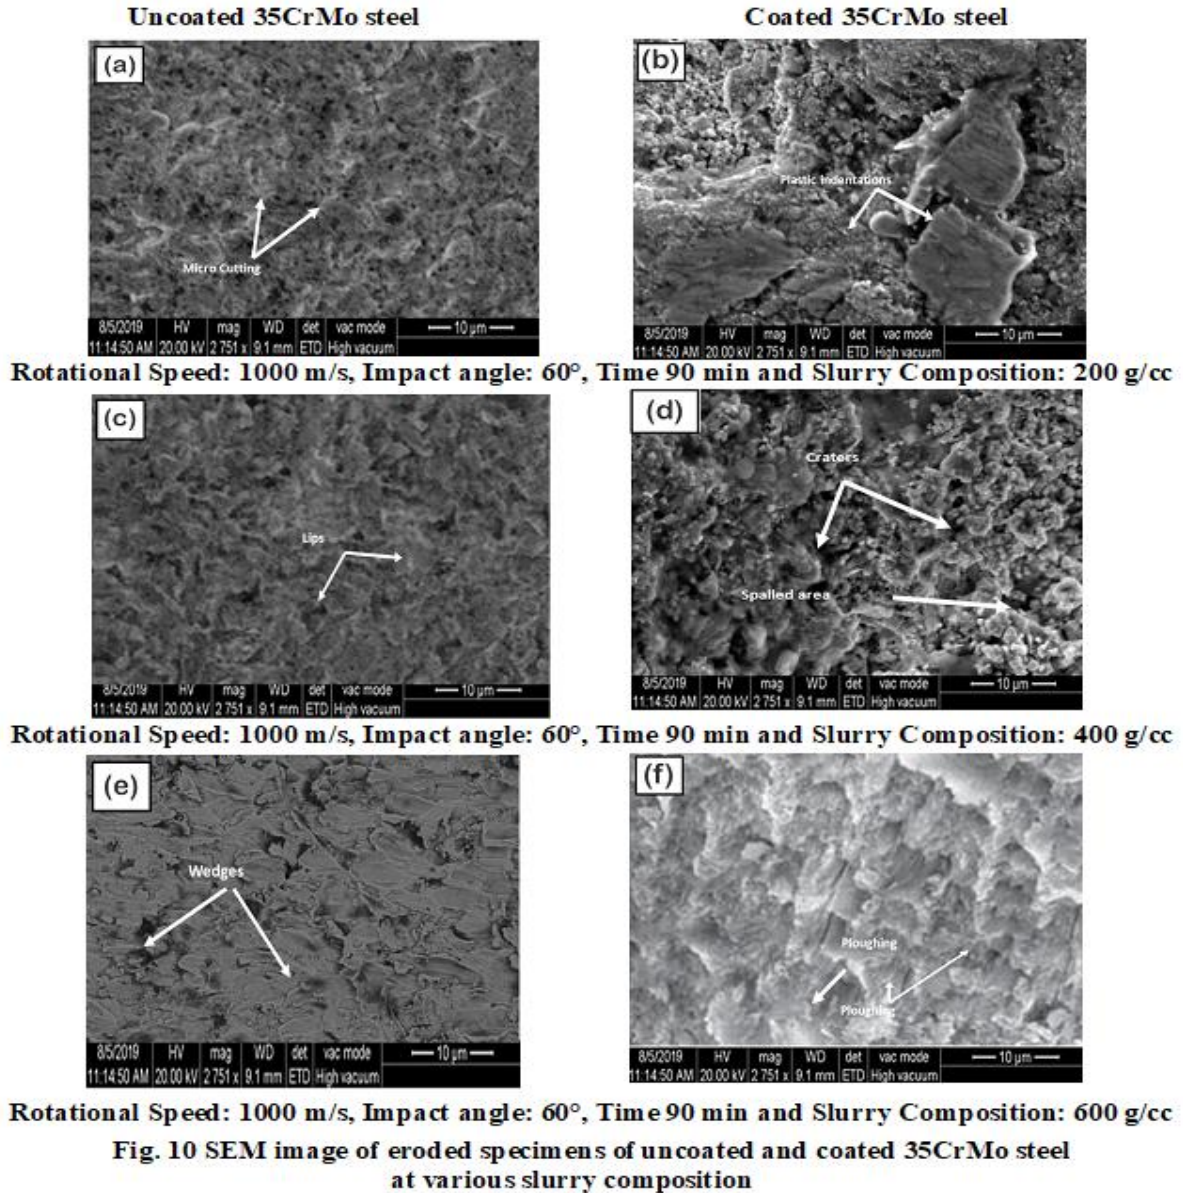 Uncoated 35CrMo steel
Coated 35CrMo steel
(a)
Micro Cutting
8/5/2019 HV mag WD det vac mode 10 µm
11:14:50 AM 20.00 kV 2 751 x 9.1 mm ETD High vacuum
(b)
Plastic Indentations
8/5/2019 HV mag WD det vac mode 10 µm
11:14:50 AM 20.00 kV 2 751 x 9.1 mm ETD High vacuum
Rotational Speed: 1000 m/s, Impact angle: 60°, Time 90 min and Slurry Composition: 200 g/cc
(c)
Lips
8/5/2019 HV mag WD det vac mode 10 µm
11:14:50 AM 20.00 kV 2 751 x 9.1 mm ETD High vacuum
(d)
Craters
Spalled area
8/5/2019 HV mag WD det vac mode 10 µm
11:14:50 AM 20.00 kV 2 751 x 9.1 mm ETD High vacuum
Rotational Speed: 1000 m/s, Impact angle: 60°, Time 90 min and Slurry Composition: 400 g/cc
(e)
Wedges
8/5/2019 HV mag WD det vac mode 10 µm
11:14:50 AM 20.00 kV 2 751 x 9.1 mm ETD High vacuum
(f)
Ploughing
Ploughing
8/5/2019 HV mag WD det vac mode 10 µm
11:14:50 AM 20.00 kV 2 751 x 9.1 mm ETD High vacuum
Rotational Speed: 1000 m/s, Impact angle: 60°, Time 90 min and Slurry Composition: 600 g/cc
Fig. 10 SEM image of eroded specimens of uncoated and coated 35CrMo steel
at various slurry composition